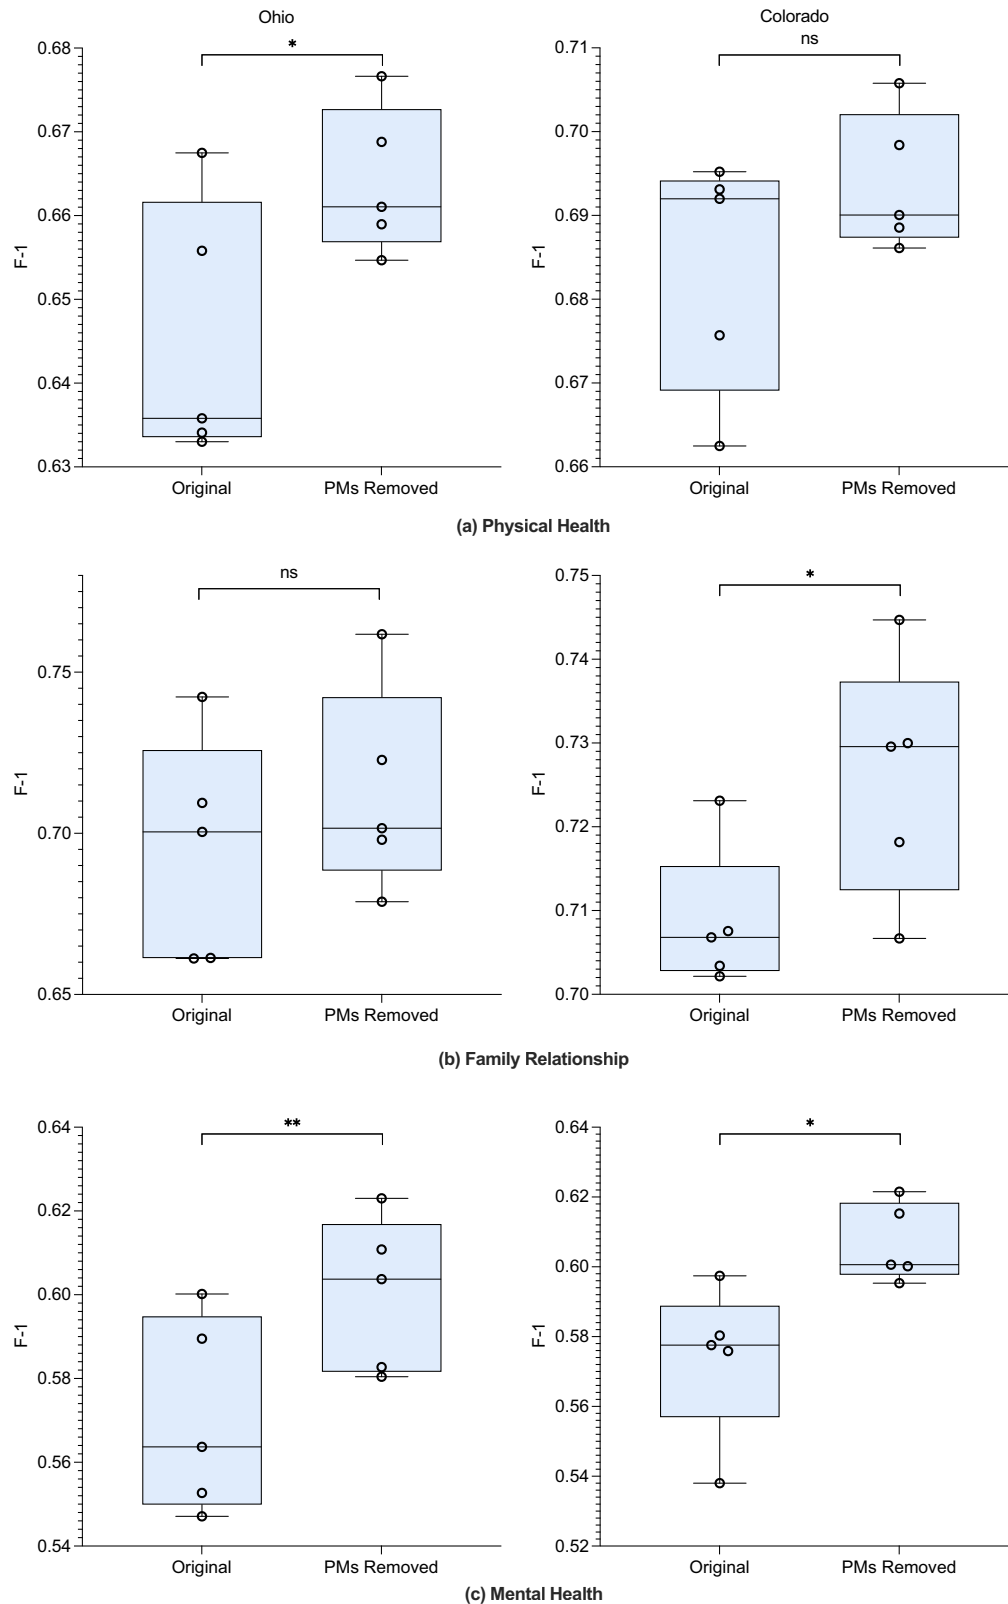 Ohio
*
0.68
0.67
0.66
0.65
0.64
0.63
F-1
Original PMs Removed
Colorado
ns
0.71
0.70
0.69
0.68
0.67
0.66
F-1
Original PMs Removed
(a) Physical Health
ns
0.75
0.70
0.65
F-1
Original PMs Removed
*
0.75
0.74
0.73
0.72
0.71
0.70
F-1
Original PMs Removed
(b) Family Relationship
**
0.64
0.62
0.60
0.58
0.56
0.54
F-1
Original PMs Removed
*
0.64
0.62
0.60
0.58
0.56
0.54
0.52
F-1
Original PMs Removed
(c) Mental Health